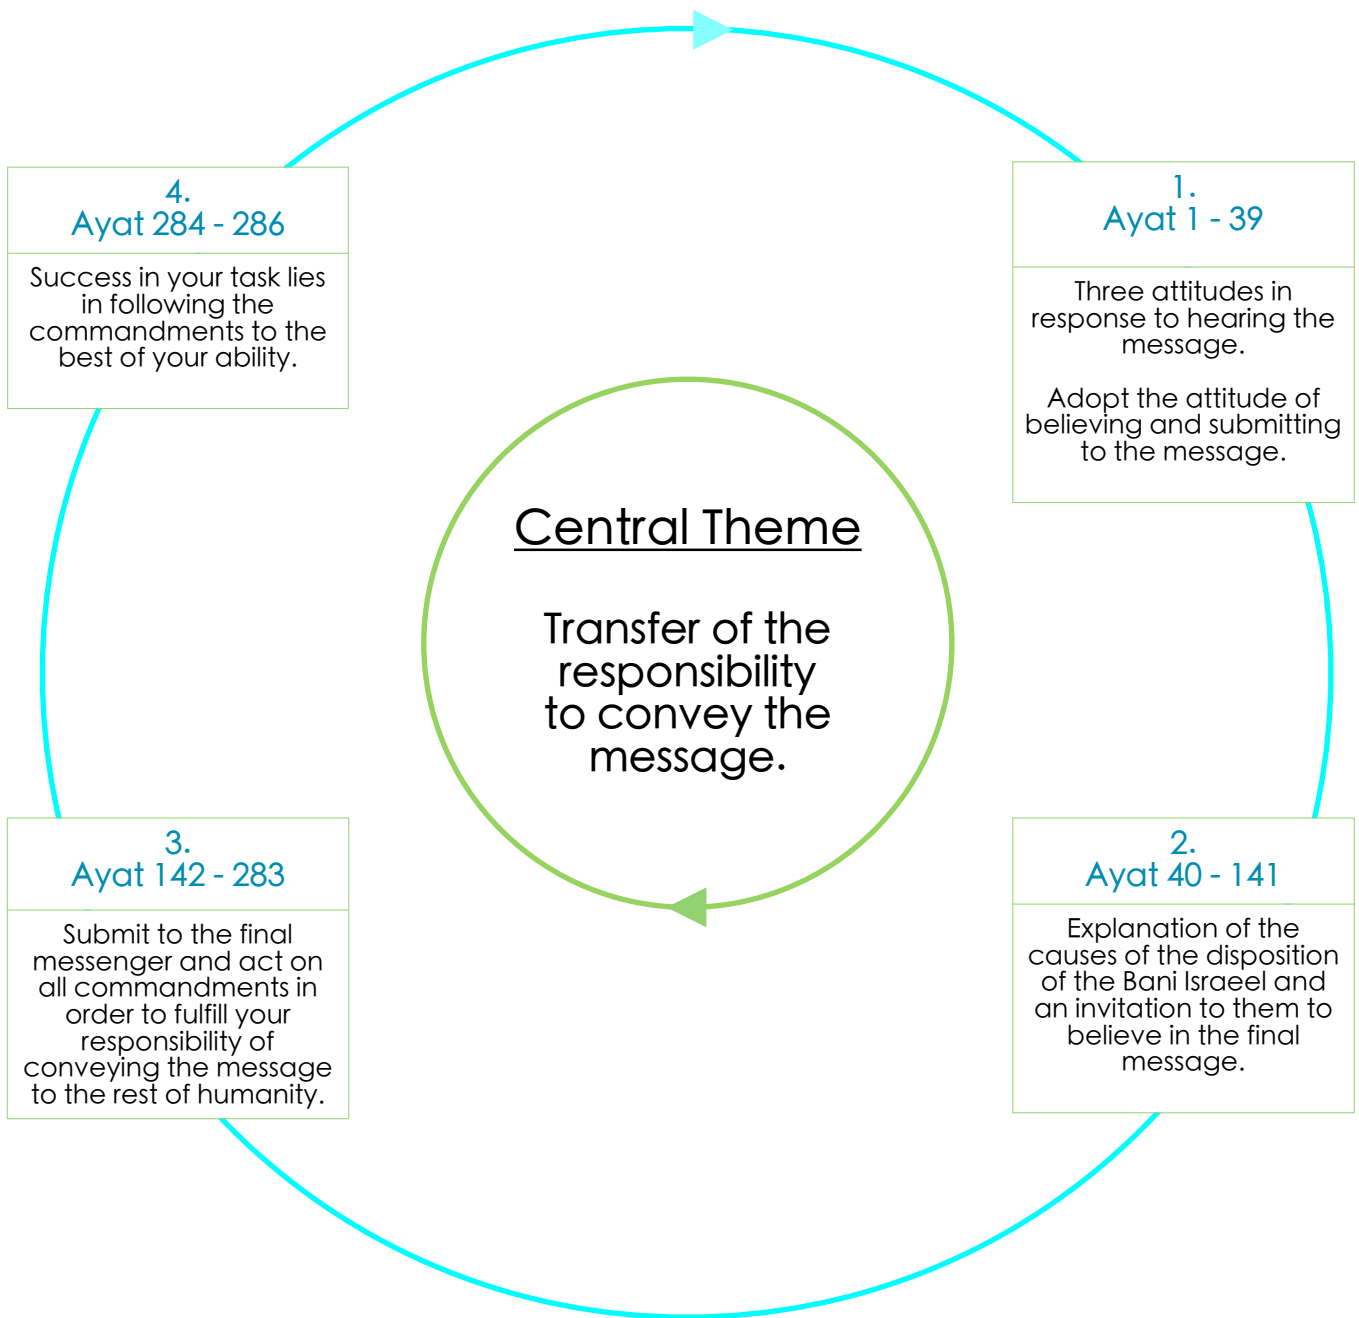 Central Theme
Transfer of the
responsibility
to convey the
message.
1.
Ayat 1 - 39
Three attitudes in
response to hearing the
message.
Adopt the attitude of
believing and submitting
to the message.
2.
Ayat 40 - 141
Explanation of the
causes of the disposition
of the Bani Israeel and
an invitation to them to
believe in the final
message.
3.
Ayat 142 - 283
Submit to the final
messenger and act on
all commandments in
order to fulfill your
responsibility of
conveying the message
to the rest of humanity.
4.
Ayat 284 - 286
Success in your task lies
in following the
commandments to the
best of your ability.